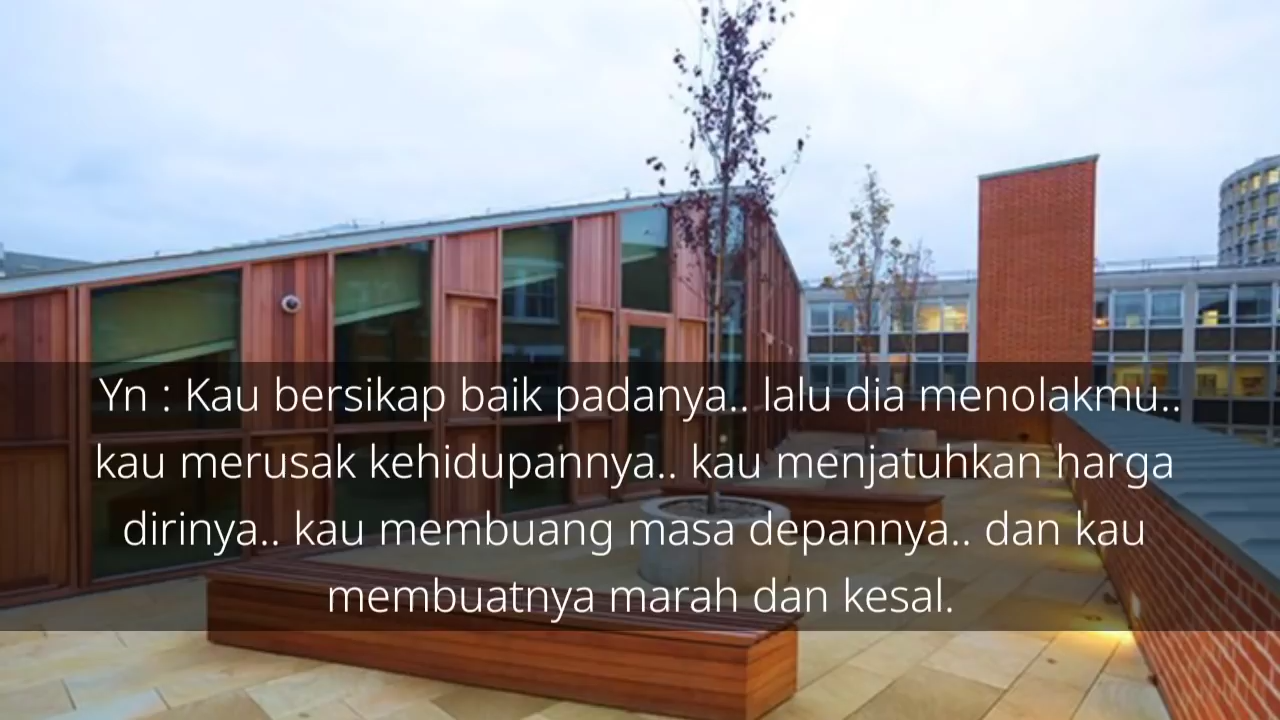 Yn : Kau bersikap baik padanya.. lalu dia menolakmu..
kau merusak kehidupannya.. kau menjatuhkan harga
dirinya.. kau membuang masa depannya.. dan kau
membuatnya marah dan kesal.